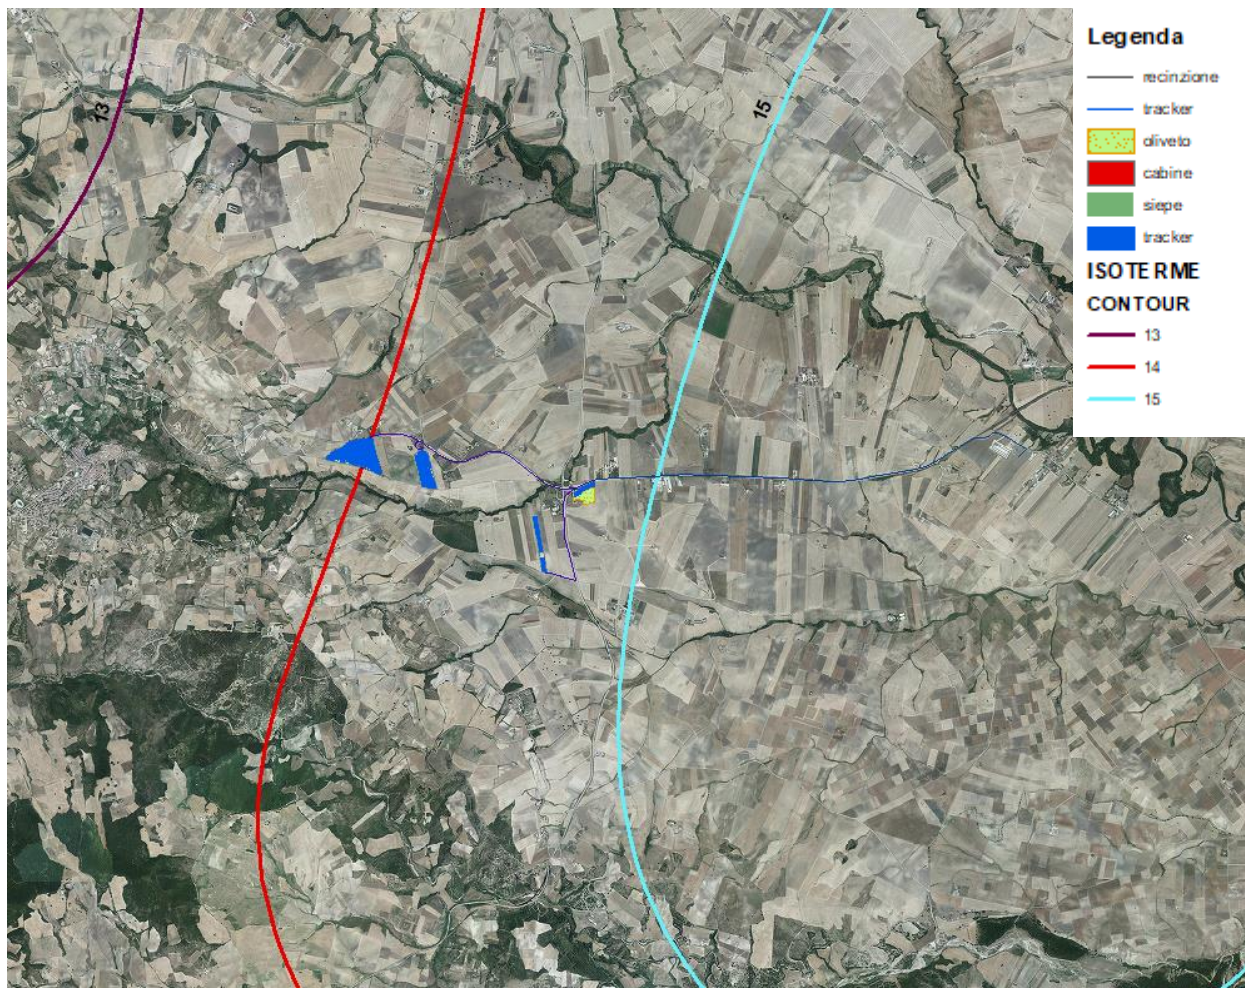 13
15
Legenda
recinzione
tracker
oliveto
cabine
siepe
tracker
ISOTERME
CONTOUR
13
14
15